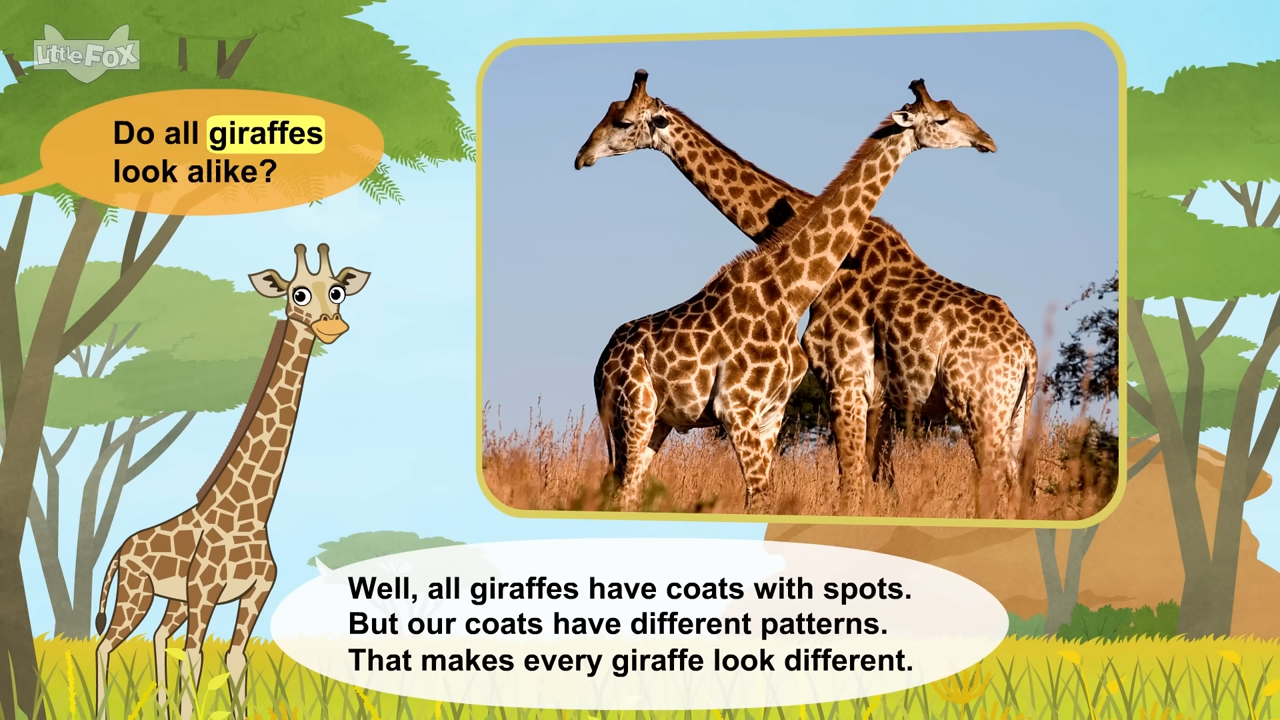 Little Fox
Do all giraffes
look alike?
Well, all giraffes have coats with spots.
But our coats have different patterns.
That makes every giraffe look different.